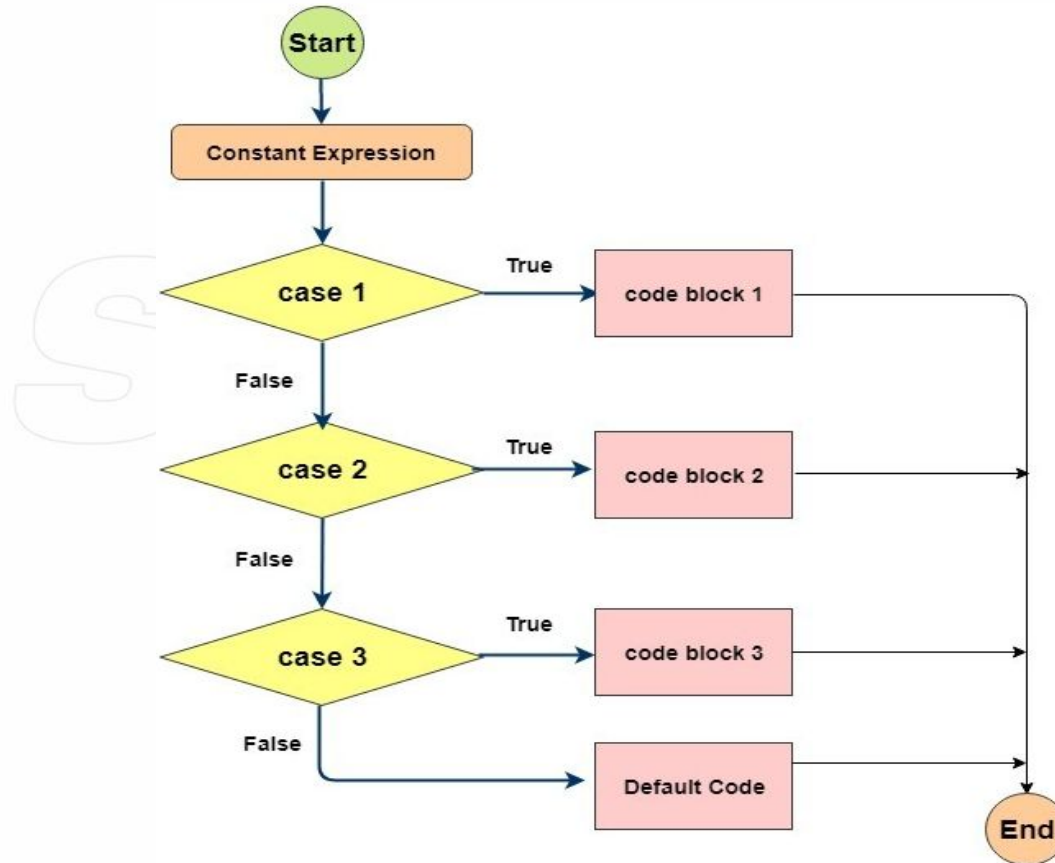 Start
Constant Expression
case 1
True
code block 1
False
case 2
True
code block 2
False
case 3
True
code block 3
False
Default Code
End